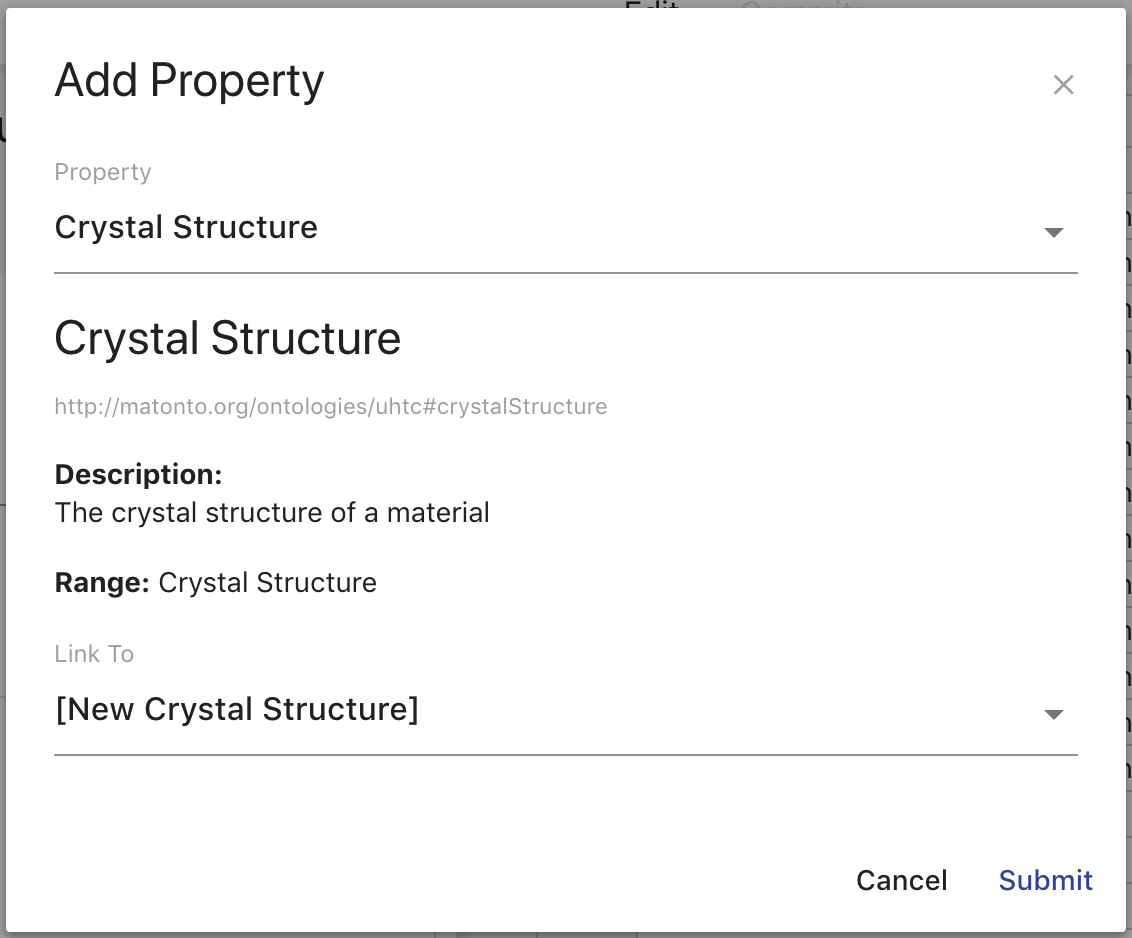 Edit
Add Property
Property
Crystal Structure
Crystal Structure
http://matonto.org/ontologies/uhtc#crystalStructure
Description:
The crystal structure of a material
Range: Crystal Structure
Link To
[New Crystal Structure]
Cancel Submit